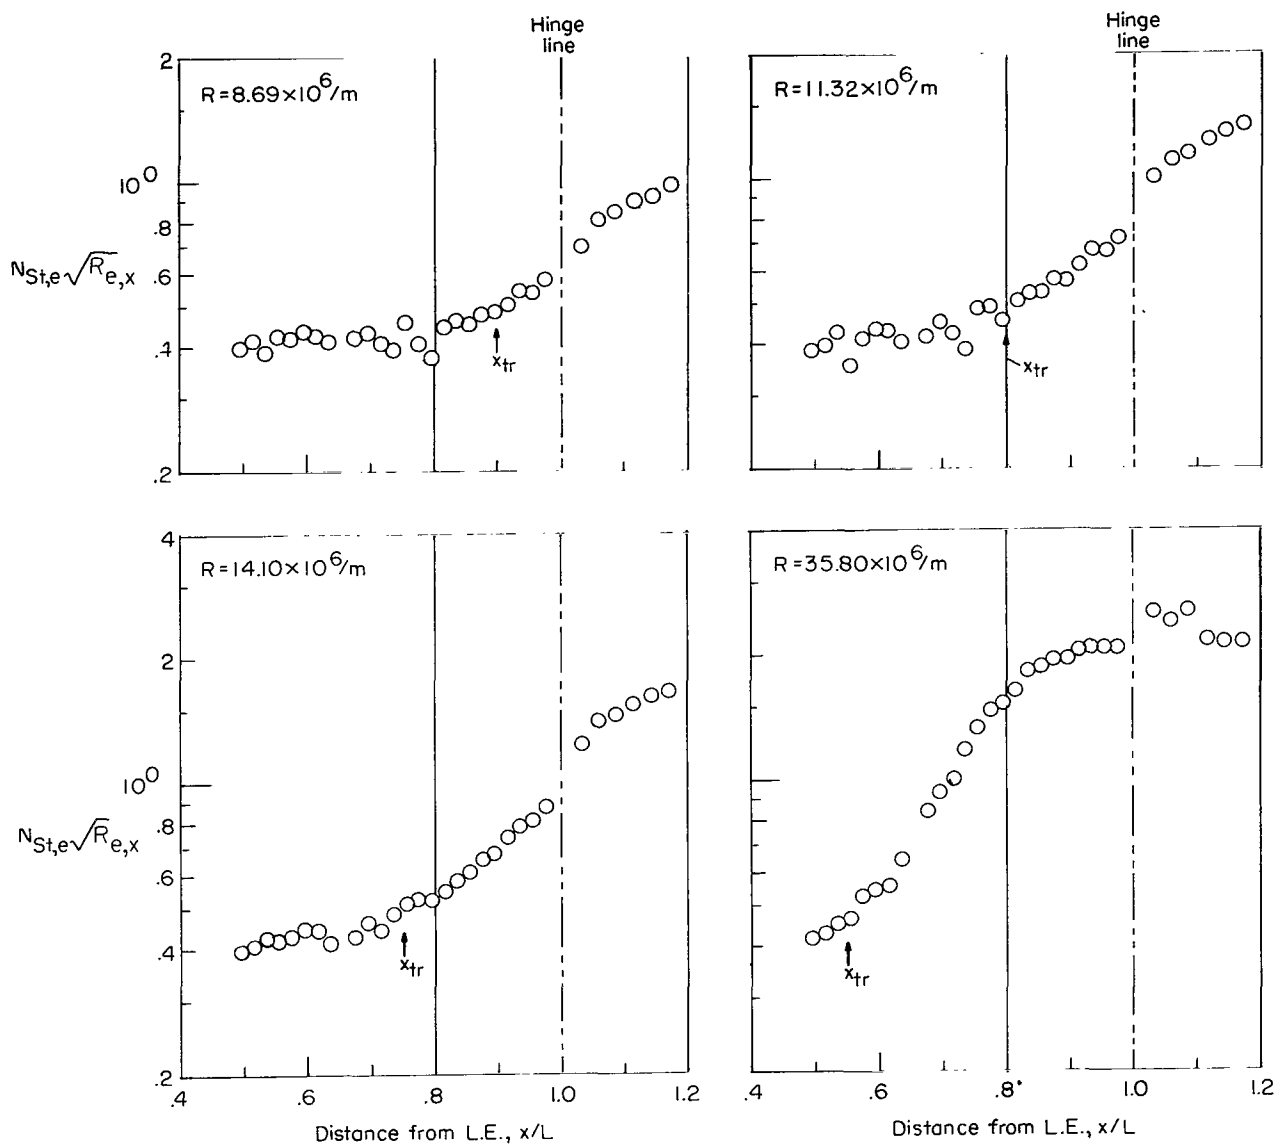 Hinge
line
Hinge
line
2
R=8.69×10⁶/m
R=11.32×10⁶/m
10⁰
.8
N_St,e √R_e,x
.6
.4
x_tr
x_tr
.2
4
R=14.10×10⁶/m
R=35.80×10⁶/m
2
10⁰
.8
N_St,e √R_e,x
.6
.4
x_tr
x_tr
.2
.4 .6 .8 1.0 1.2
.4 .6 .8 1.0 1.2
Distance from L.E., x/L
Distance from L.E., x/L